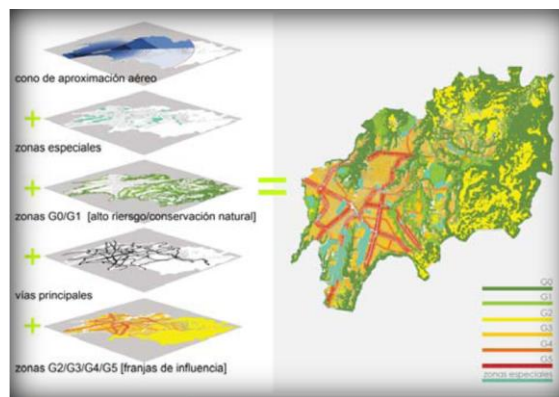 cono de aproximación aéreo
+
zonas especiales
+
zonas G0/G1 [alto riesgo/conservación natural]
+
vías principales
+
zonas G2/G3/G4/G5 [franjas de influencia]
=
G0
G1
G2
G3
G4
G5
zonas especiales